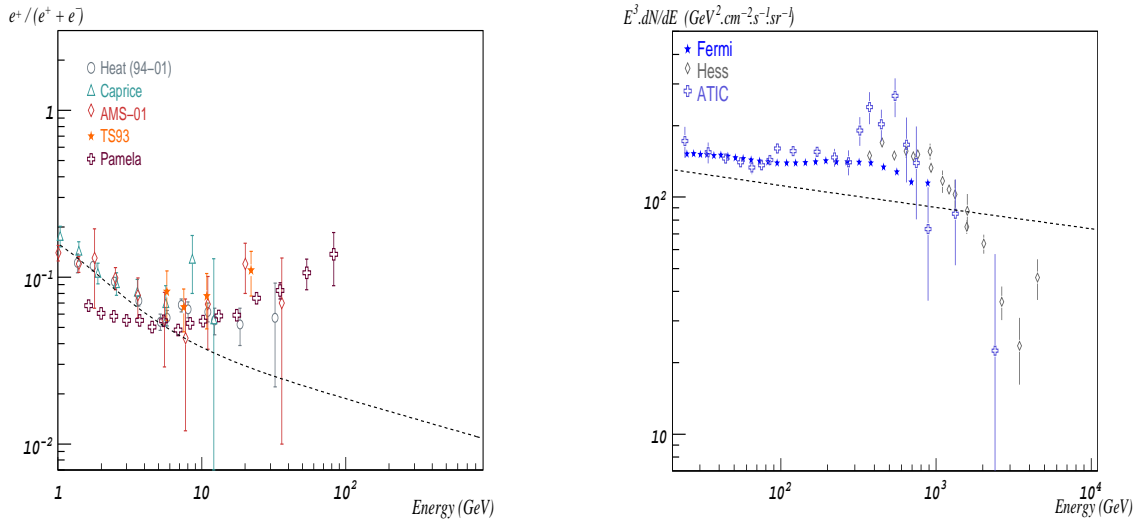 e⁺ / (e⁺ + e⁻)
1
10⁻¹
10⁻²
Heat (94−01)
Caprice
AMS−01
TS93
Pamela
1 10 10²
Energy (GeV)
E³.dN/dE (GeV².cm⁻².s⁻¹.sr⁻¹)
Fermi
Hess
ATIC
10²
10
10² 10³ 10⁴
Energy (GeV)